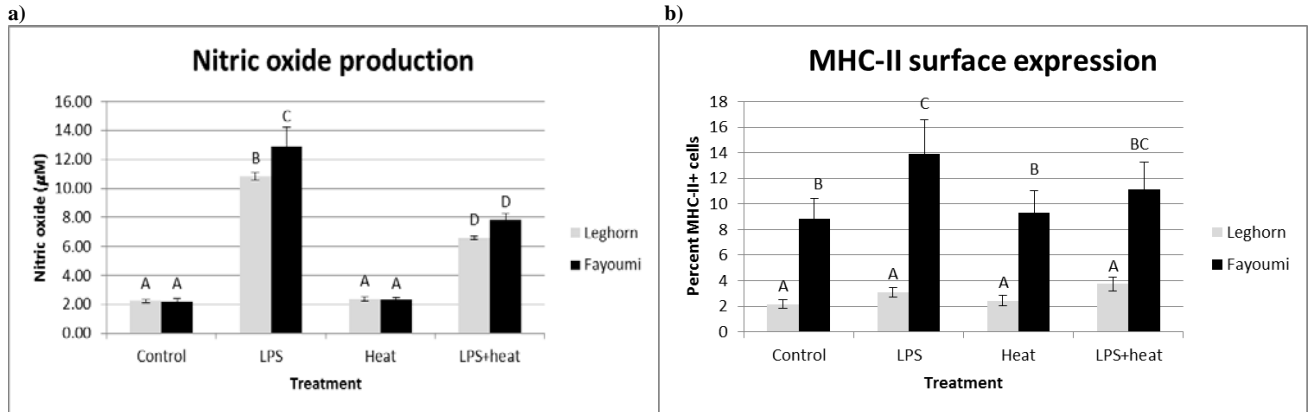 a)
Nitric oxide production
Nitric oxide (µM)
16.00
14.00
12.00
10.00
8.00
6.00
4.00
2.00
0.00
A A
B
C
A A
D
D
Control LPS Heat LPS+heat
Treatment
Leghorn
Fayoumi
b)
MHC-II surface expression
Percent MHC-II+ cells
18
16
14
12
10
8
6
4
2
0
A
B
A
C
A
B
A
BC
Control LPS Heat LPS+heat
Treatment
Leghorn
Fayoumi